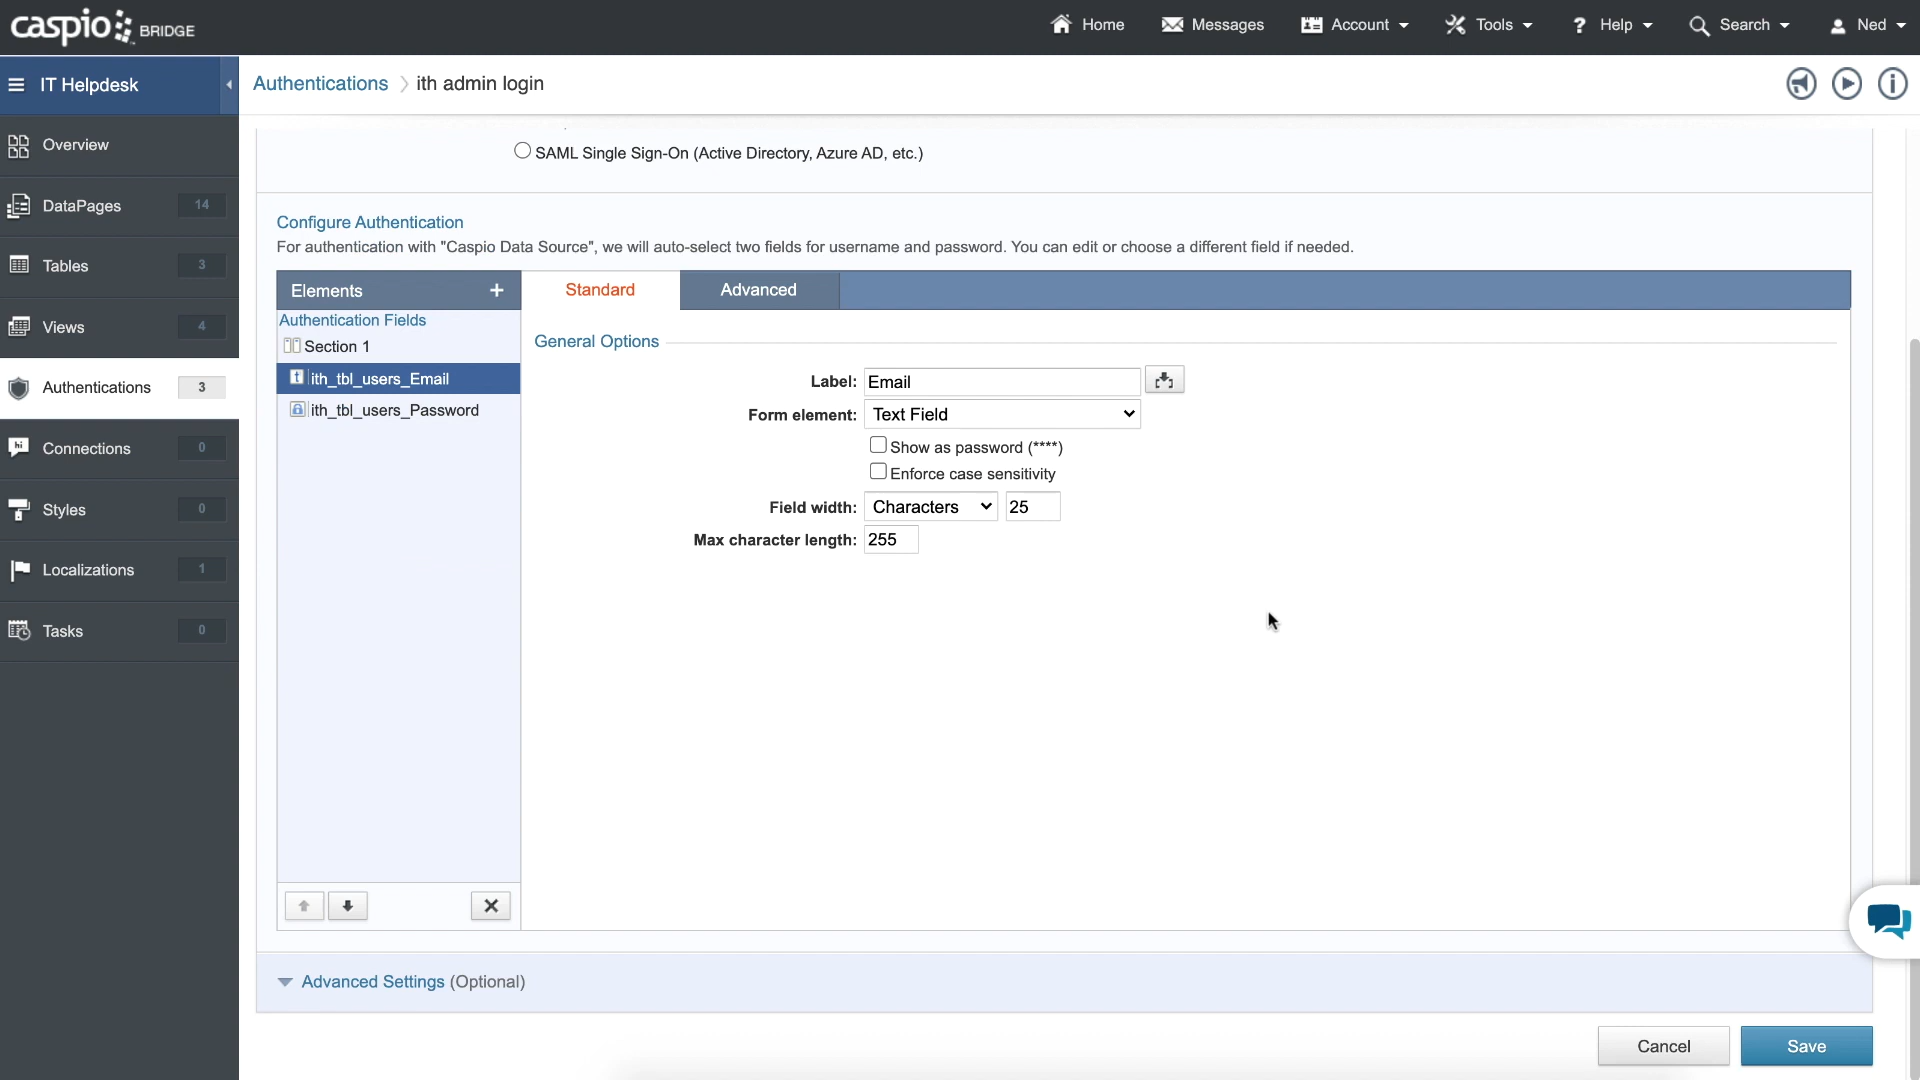 caspio BRIDGE
Home
Messages
Account
Tools
? Help
Search
Ned
IT Helpdesk
Authentications
ith admin login
Overview
DataPages 14
Tables 3
Views 4
Authentications 3
hi Connections 0
Styles 0
Localizations 1
Tasks 0
SAML Single Sign-On (Active Directory, Azure AD, etc.)
Configure Authentication
For authentication with "Caspio Data Source", we will auto-select two fields for username and password. You can edit or choose a different field if needed.
Elements +
Standard
Advanced
Authentication Fields
Section 1
t ith_tbl_users_Email
ith_tbl_users_Password
General Options
Label: Email
Form element: Text Field
Show as password (****)
Enforce case sensitivity
Field width: Characters 25
Max character length: 255
Advanced Settings (Optional)
Cancel
Save